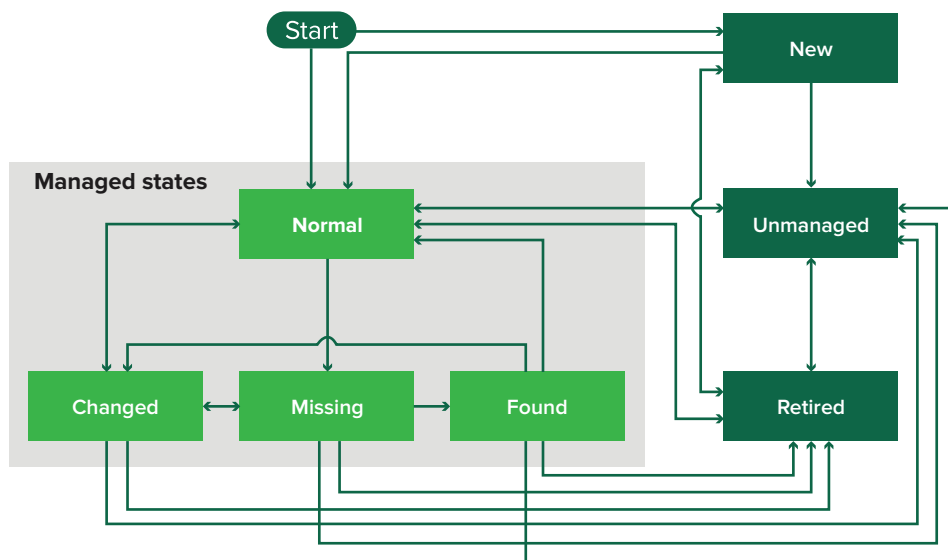 Start
New
Managed states
Normal
Unmanaged
Changed
Missing
Found
Retired